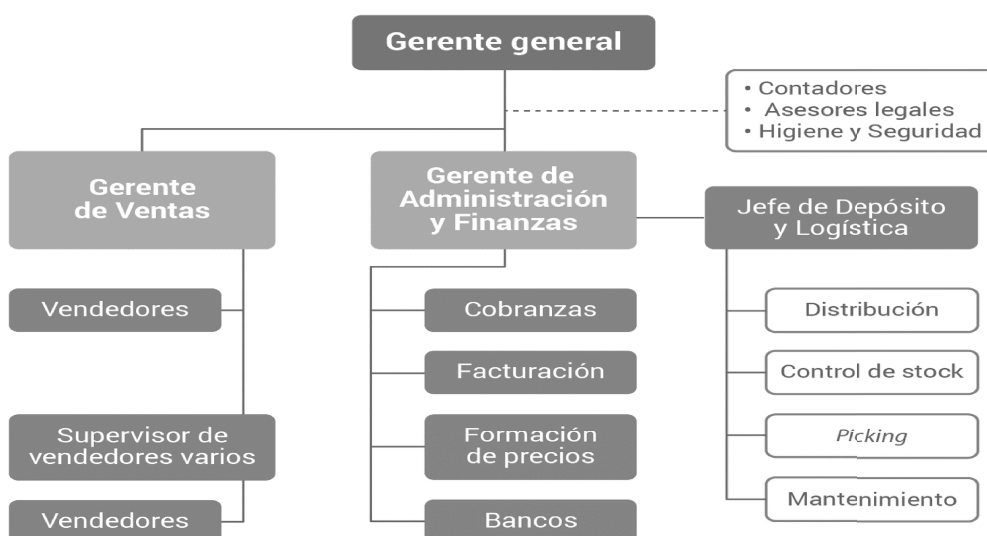 Gerente general
• Contadores
• Asesores legales
• Higiene y Seguridad
Gerente
de Ventas
Gerente de
Administración
y Finanzas
Jefe de Depósito
y Logística
Vendedores
Supervisor de
vendedores varios
Vendedores
Cobranzas
Facturación
Formación
de precios
Bancos
Distribución
Control de stock
Picking
Mantenimiento